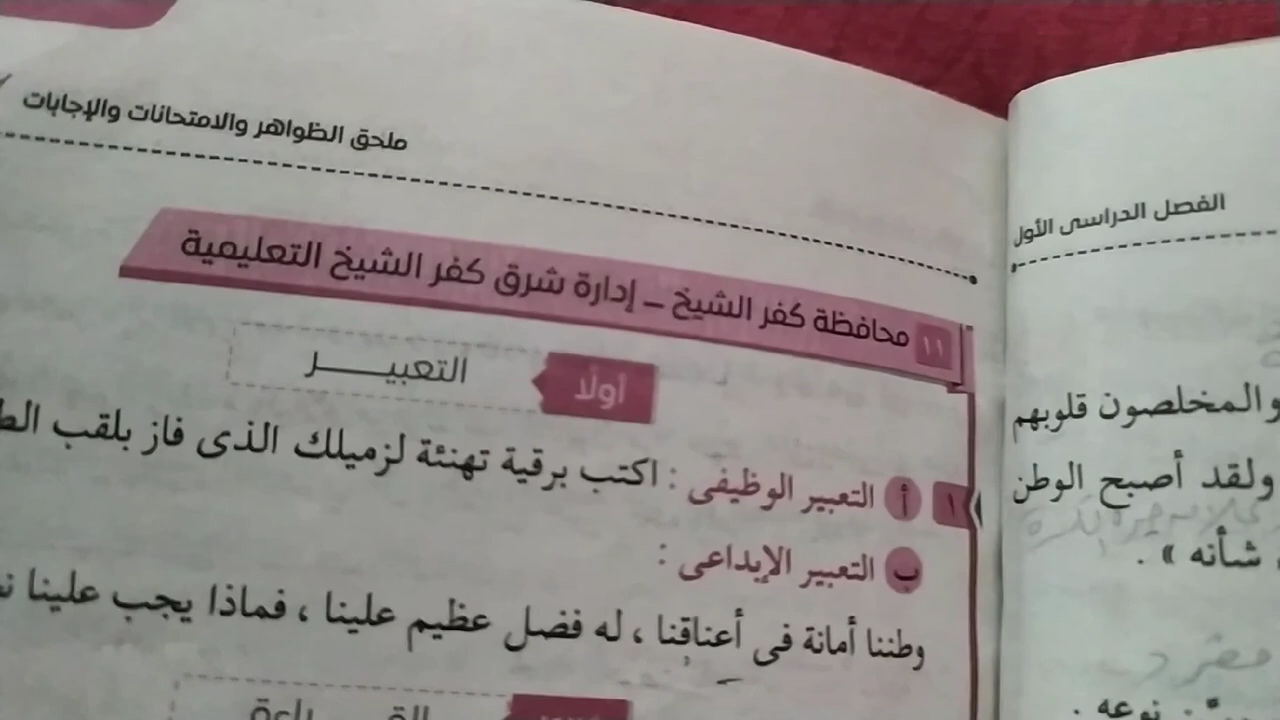 ملحق الظواهر والامتحانات والإجابات
١١ محافظة كفر الشيخ – إدارة شرق كفر الشيخ التعليمية
أولًا التعبيـــــر
١ أ التعبير الوظيفى : اكتب برقية تهنئة لزميلك الذى فاز بلقب
ب التعبير الإبداعى :
وطننا أمانة فى أعناقنا ، له فضل عظيم علينا ، فماذا يجب علينا
الفصل الدراسى الأول
والمخلصون قلوبهم
ولقد أصبح الوطن
شأنه » .
نوعه .